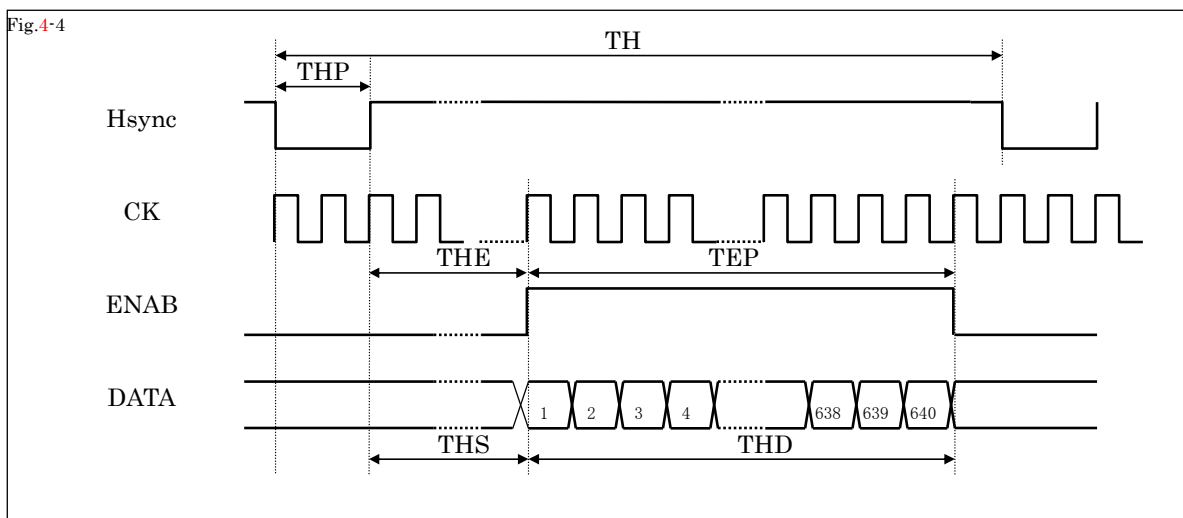 Fig.4-4
TH
THP
Hsync
CK
THE TEP
ENAB
DATA
1 2 3 4 638 639 640
THS THD